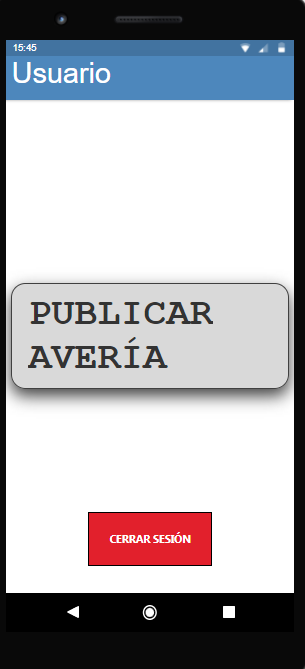 15:45
Usuario
PUBLICAR
AVERÍA
CERRAR SESIÓN